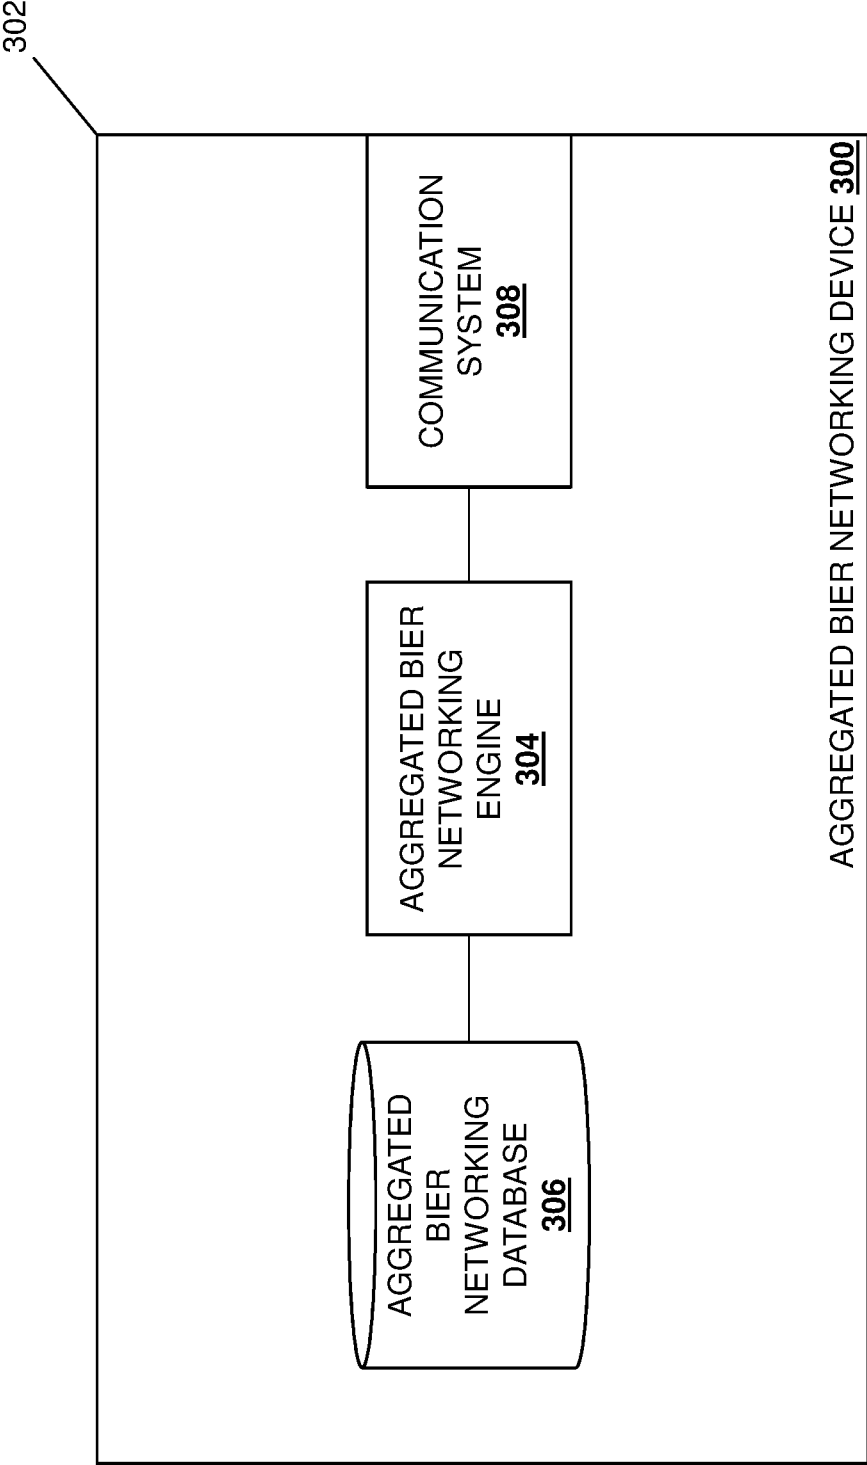 302
AGGREGATED
BIER
NETWORKING
DATABASE
306
AGGREGATED BIER
NETWORKING
ENGINE
304
COMMUNICATION
SYSTEM
308
AGGREGATED BIER NETWORKING DEVICE 300